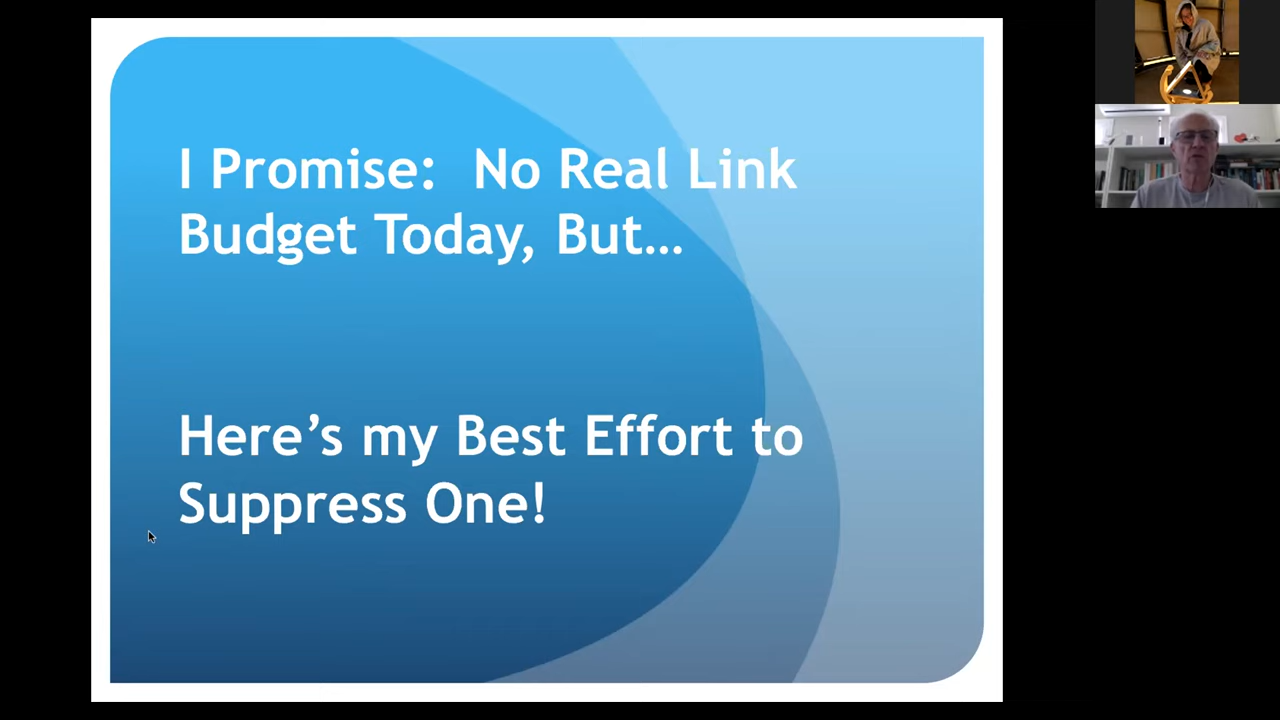 I Promise:  No Real Link
Budget Today, But…
Here’s my Best Effort to
Suppress One!